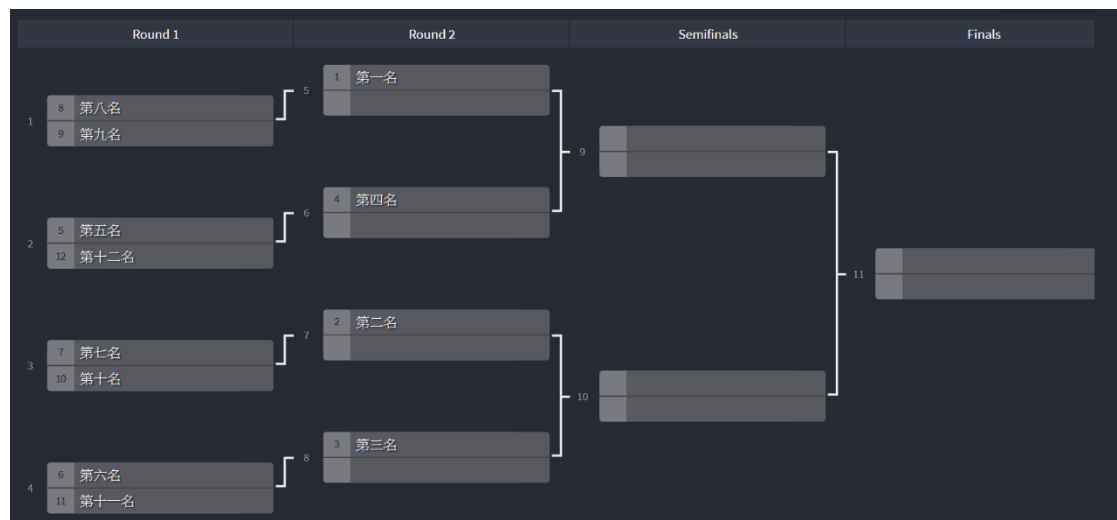 Round 1
Round 2
Semifinals
Finals
1
8 第八名
9 第九名
2
5 第五名
12 第十二名
3
7 第七名
10 第十名
4
6 第六名
11 第十一名
5
1 第一名
6
4 第四名
7
2 第二名
8
3 第三名
9
10
11